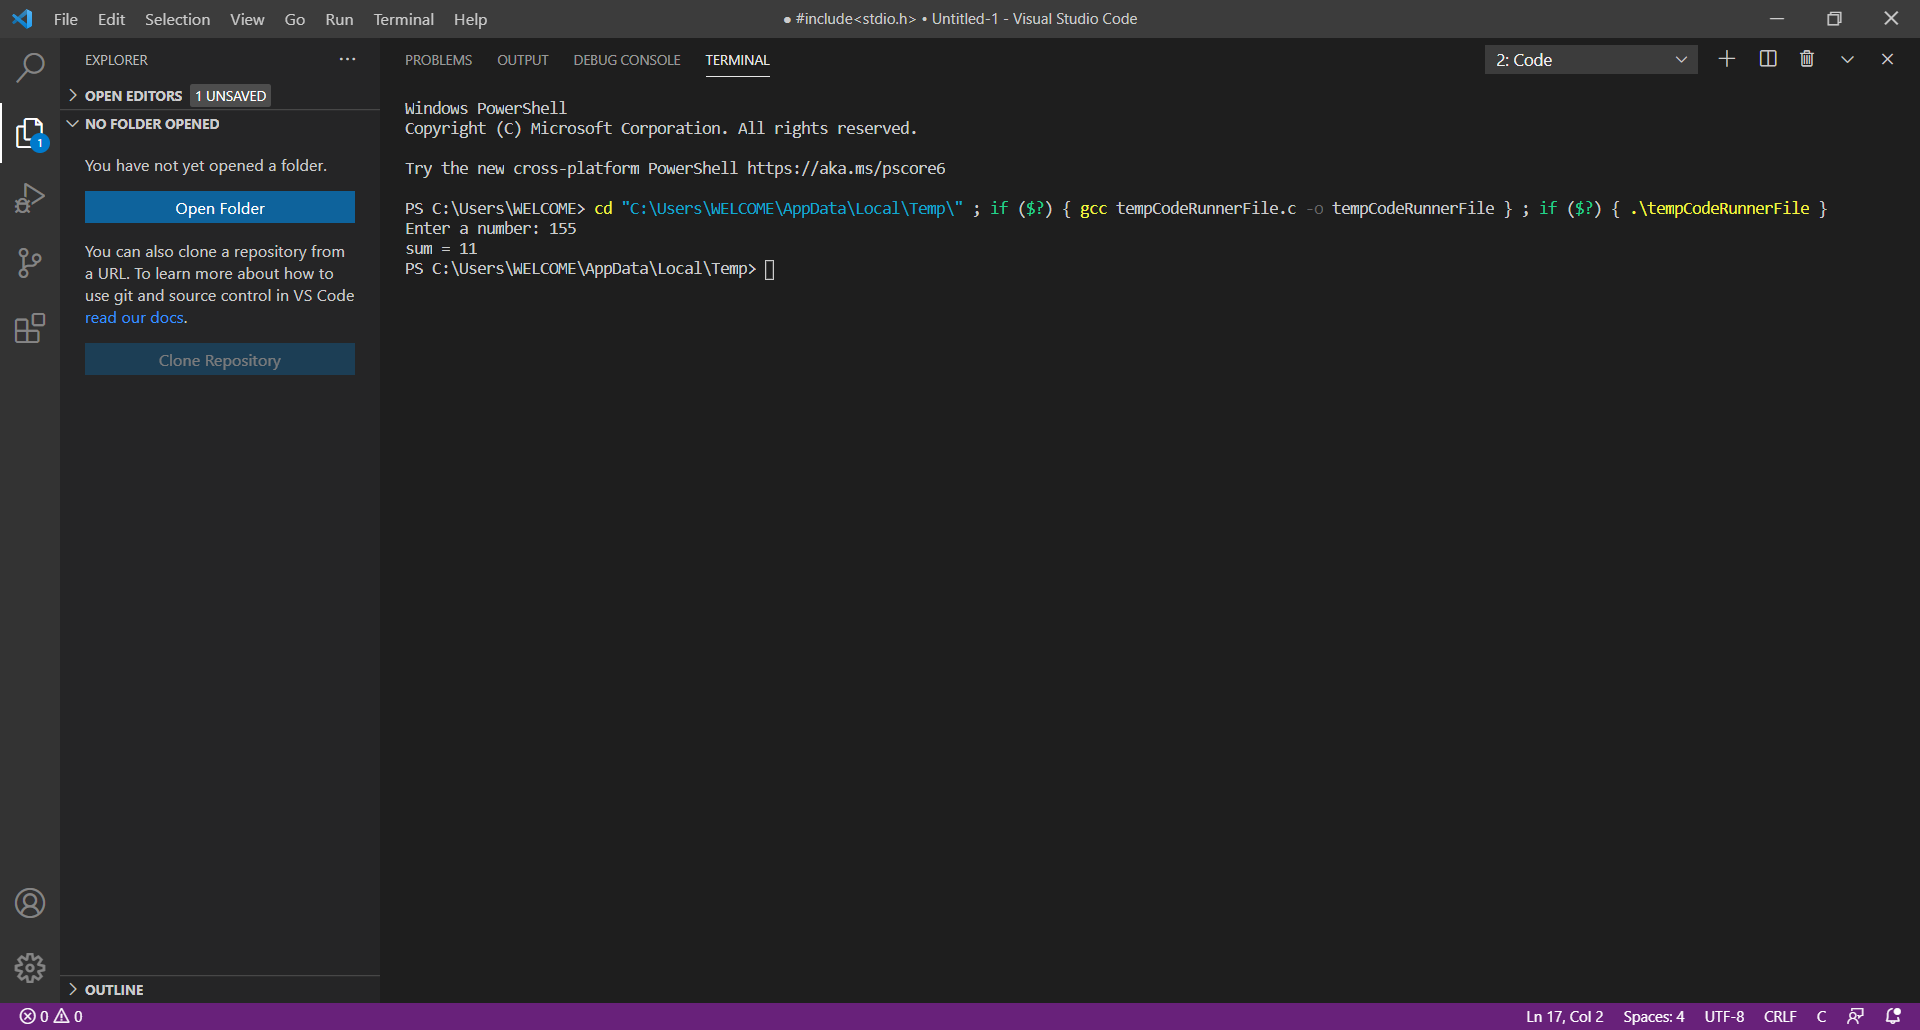 File Edit Selection View Go Run Terminal Help
● #include<stdio.h> • Untitled-1 - Visual Studio Code
EXPLORER
OPEN EDITORS 1 UNSAVED
NO FOLDER OPENED
1
You have not yet opened a folder.
Open Folder
You can also clone a repository from
a URL. To learn more about how to
use git and source control in VS Code
read our docs.
Clone Repository
OUTLINE
PROBLEMS OUTPUT DEBUG CONSOLE TERMINAL
2: Code
Windows PowerShell
Copyright (C) Microsoft Corporation. All rights reserved.
Try the new cross-platform PowerShell https://aka.ms/pscore6
PS C:\Users\WELCOME> cd "C:\Users\WELCOME\AppData\Local\Temp\" ; if ($?) { gcc tempCodeRunnerFile.c -o tempCodeRunnerFile } ; if ($?) { .\tempCodeRunnerFile }
Enter a number: 155
sum = 11
PS C:\Users\WELCOME\AppData\Local\Temp>
0 0
Ln 17, Col 2 Spaces: 4 UTF-8 CRLF C